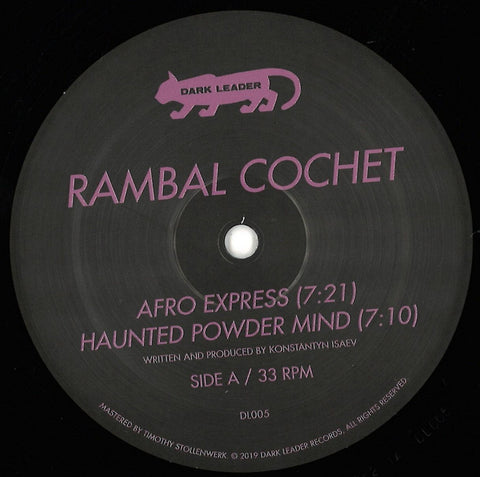 DARK LEADER
RAMBAL COCHET
AFRO EXPRESS (7:21)
HAUNTED POWDER MIND (7:10)
WRITTEN AND PRODUCED BY KONSTANTYN ISAEV
SIDE A / 33 RPM
DL005
MASTERED BY TIMOTHY STOLLENWERK
© 2019 DARK LEADER RECORDS. ALL RIGHTS RESERVED.